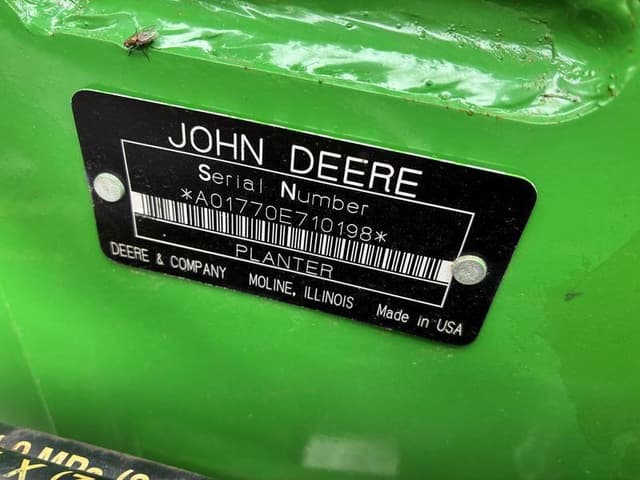 JOHN DEERE
Serial Number
*A01770E710198*
PLANTER
DEERE & COMPANY MOLINE, ILLINOIS Made in USA